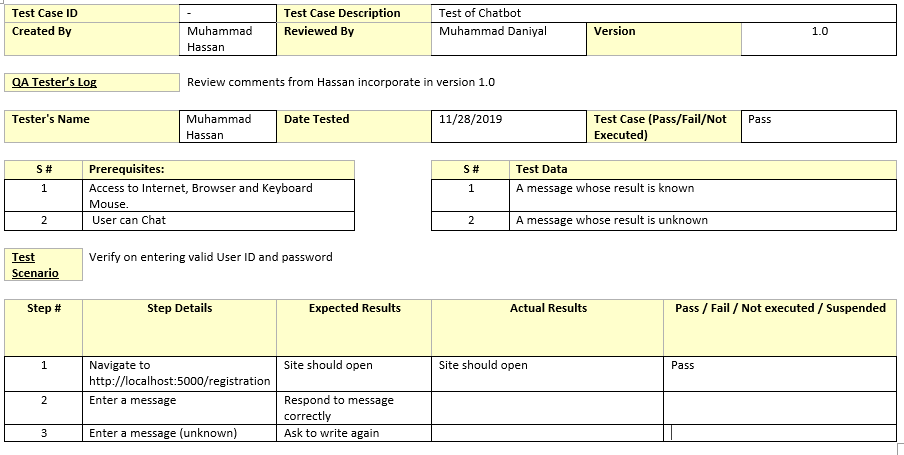 Test Case ID - Test Case Description Test of Chatbot
Created By Muhammad Reviewed By Muhammad Daniyal Version 1.0
Hassan
QA Tester's Log Review comments from Hassan incorporate in version 1.0
Tester's Name Muhammad Date Tested 11/28/2019 Test Case (Pass/Fail/Not Pass
Hassan Executed)
S # Prerequisites: S # Test Data
1 Access to Internet, Browser and Keyboard 1 A message whose result is known
Mouse.
2 User can Chat 2 A message whose result is unknown
Test Verify on entering valid User ID and password
Scenario
Step # Step Details Expected Results Actual Results Pass / Fail / Not executed / Suspended
1 Navigate to Site should open Site should open Pass
http://localhost:5000/registration
2 Enter a message Respond to message
correctly
3 Enter a message (unknown) Ask to write again